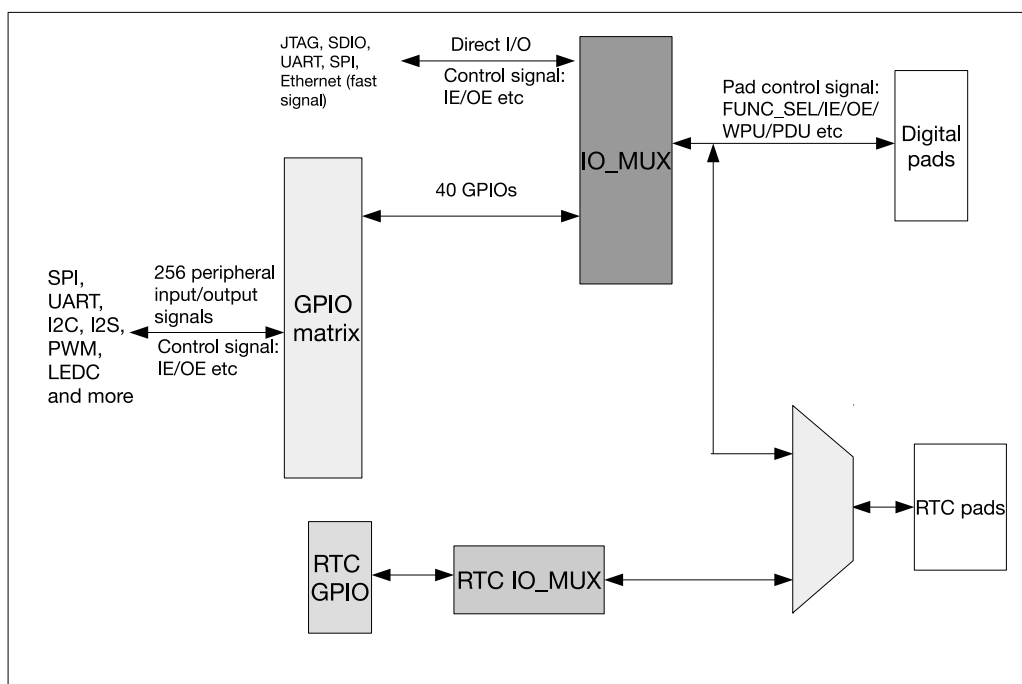 JTAG, SDIO,
UART, SPI,
Ethernet (fast
signal)
Direct I/O
Control signal:
IE/OE etc
IO_MUX
Pad control signal:
FUNC_SEL/IE/OE/
WPU/PDU etc
Digital
pads
40 GPIOs
SPI,
UART,
I2C, I2S,
PWM,
LEDC
and more
256 peripheral
input/output
signals
Control signal:
IE/OE etc
GPIO
matrix
RTC pads
RTC
GPIO
RTC IO_MUX